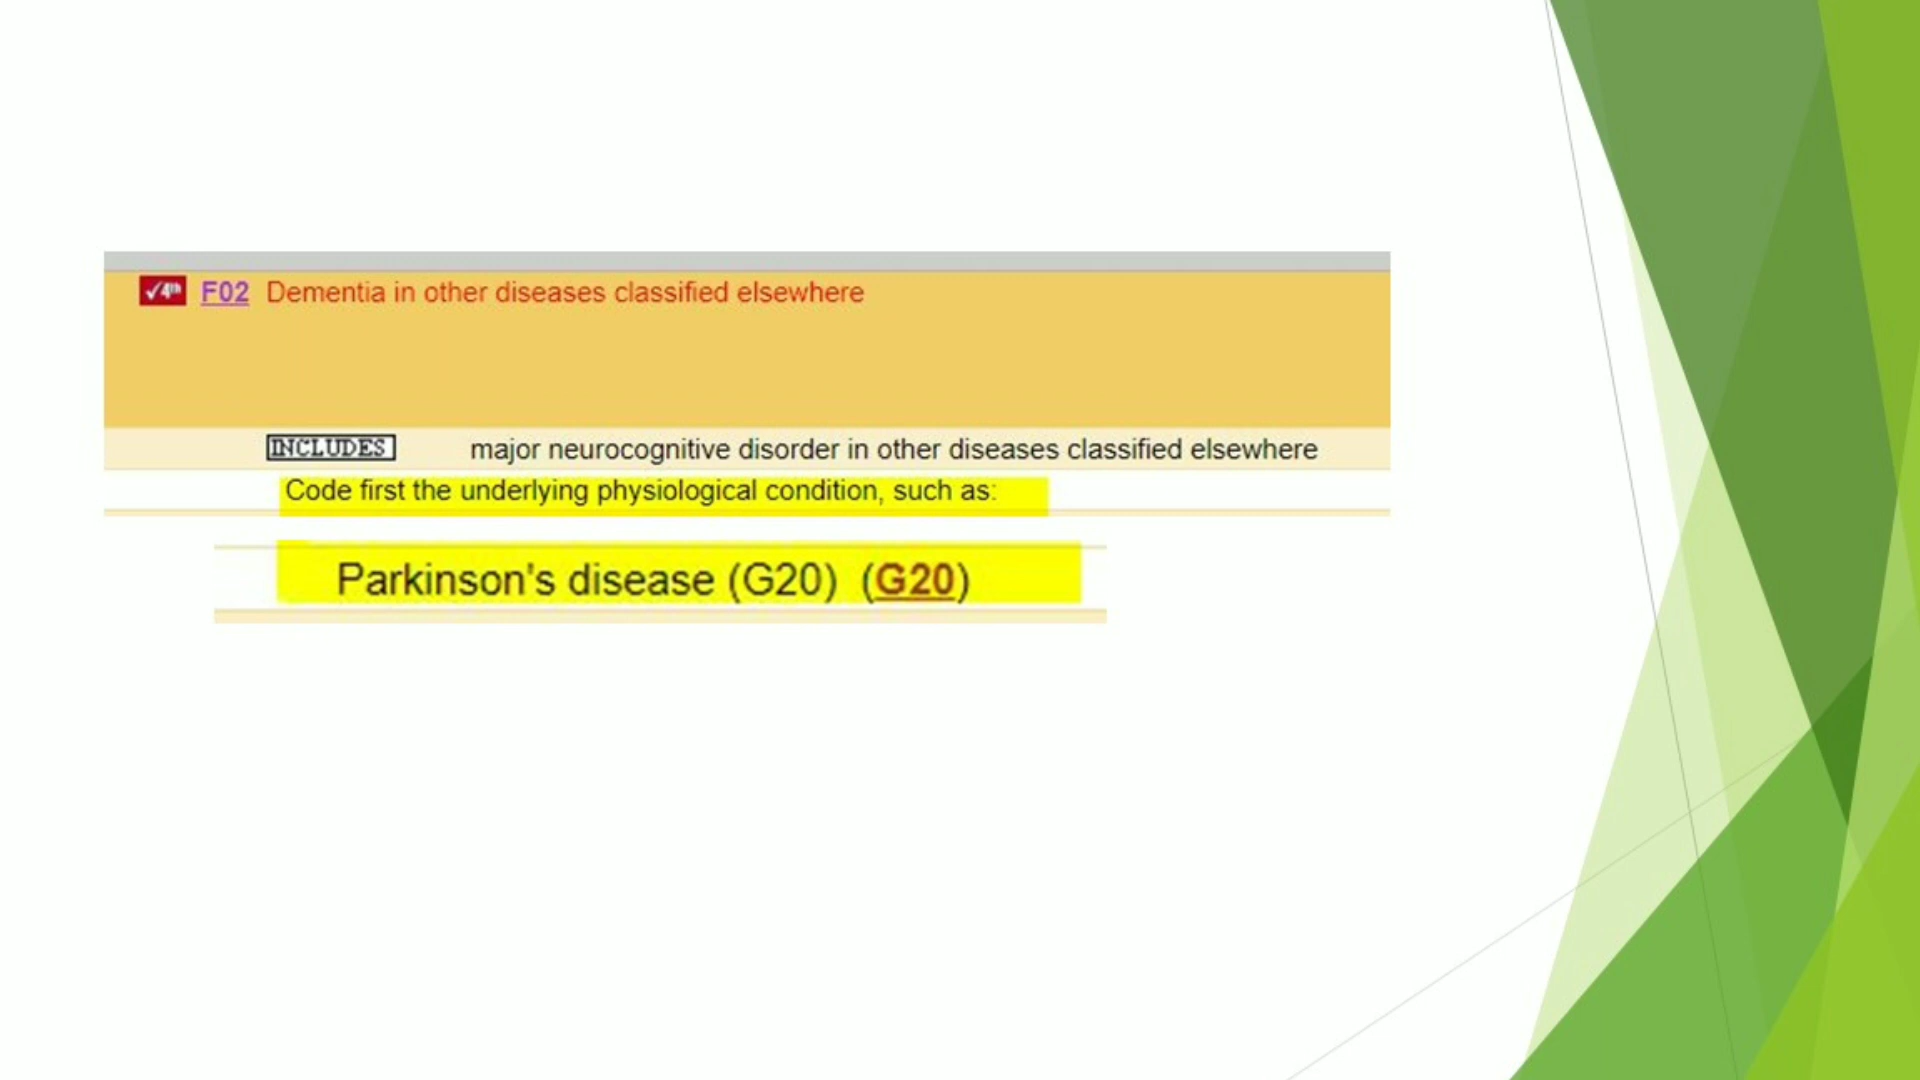 ✓4th F02 Dementia in other diseases classified elsewhere
INCLUDES major neurocognitive disorder in other diseases classified elsewhere
Code first the underlying physiological condition, such as:
Parkinson's disease (G20) (G20)